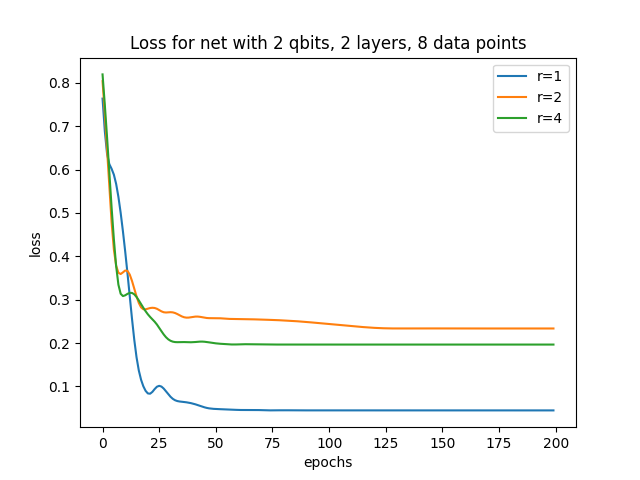 Loss for net with 2 qbits, 2 layers, 8 data points
r=1
r=2
r=4
0.8
0.7
0.6
0.5
0.4
0.3
0.2
0.1
loss
0 25 50 75 100 125 150 175 200
epochs